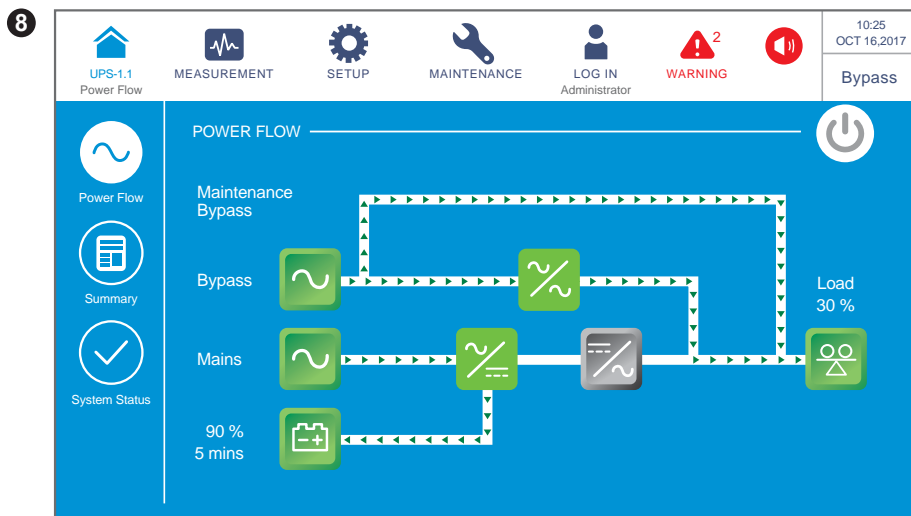 8
UPS-1.1
Power Flow
MEASUREMENT
SETUP
MAINTENANCE
LOG IN
Administrator
2
WARNING
10:25
OCT 16,2017
Bypass
POWER FLOW
Power Flow
Summary
System Status
Maintenance
Bypass
Bypass
Mains
90 %
5 mins
Load
30 %